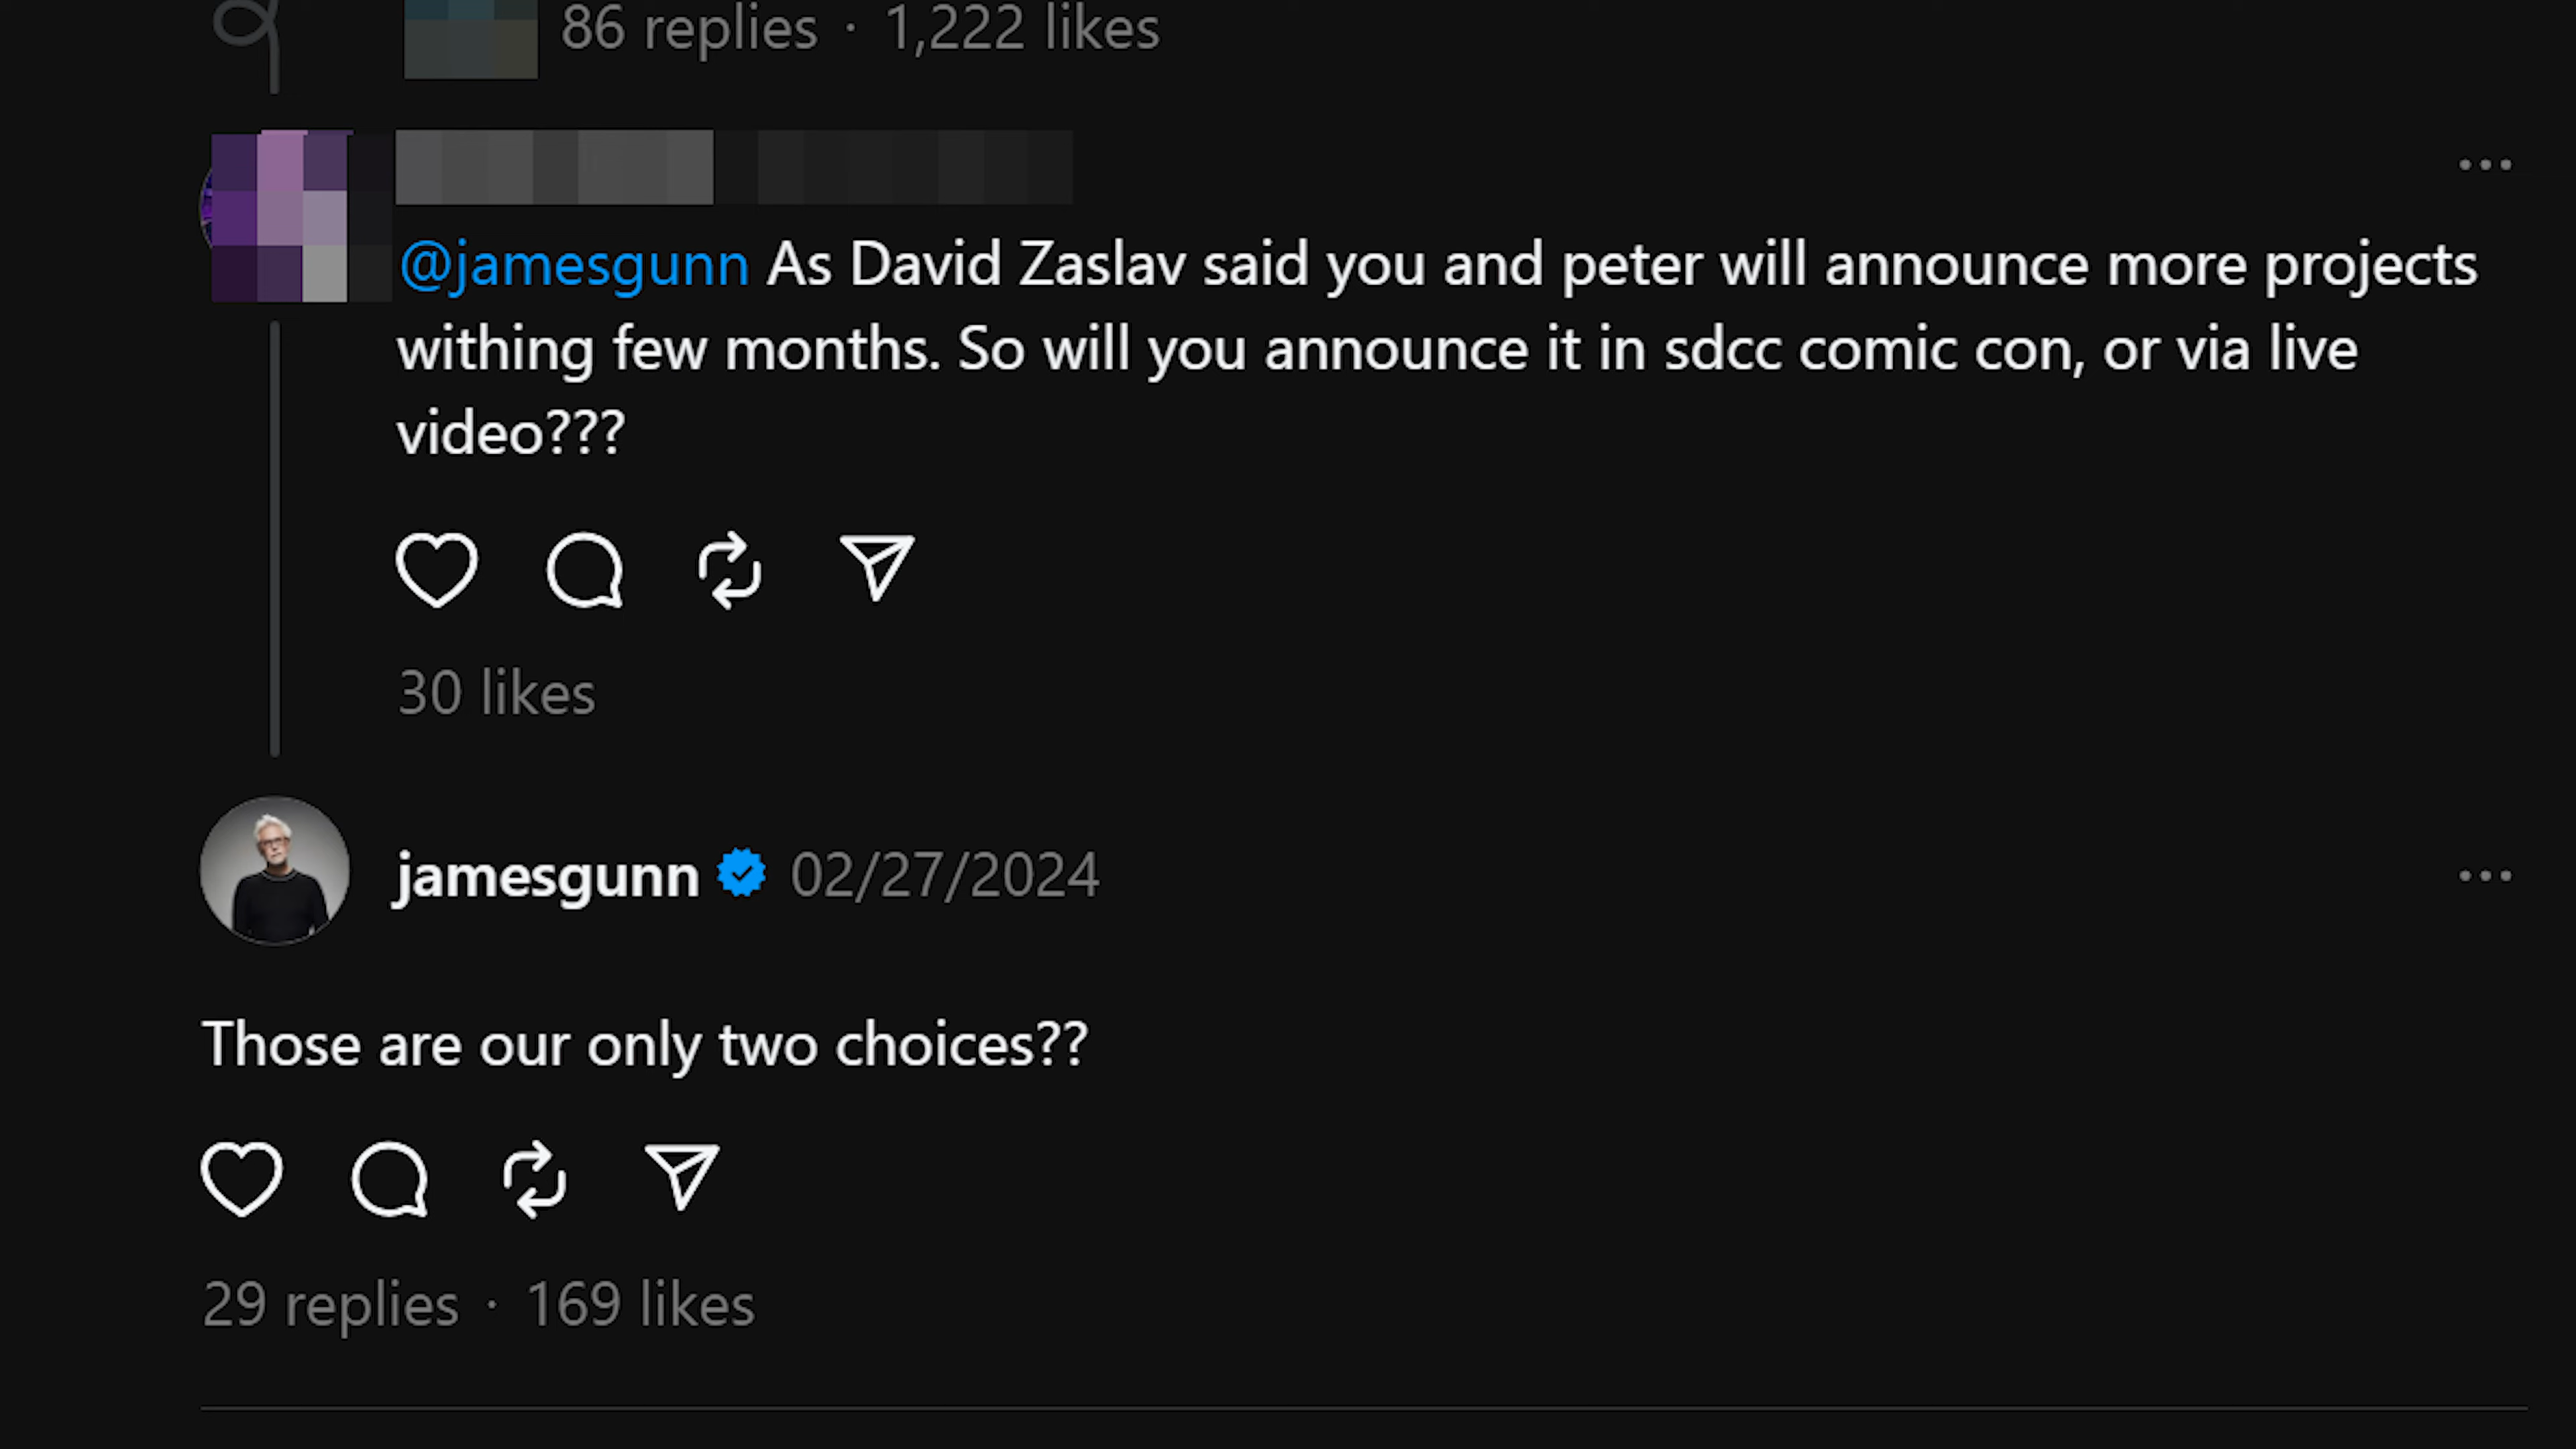 86 replies · 1,222 likes
@jamesgunn As David Zaslav said you and peter will announce more projects
withing few months. So will you announce it in sdcc comic con, or via live
video???
30 likes
jamesgunn 02/27/2024
Those are our only two choices??
29 replies · 169 likes